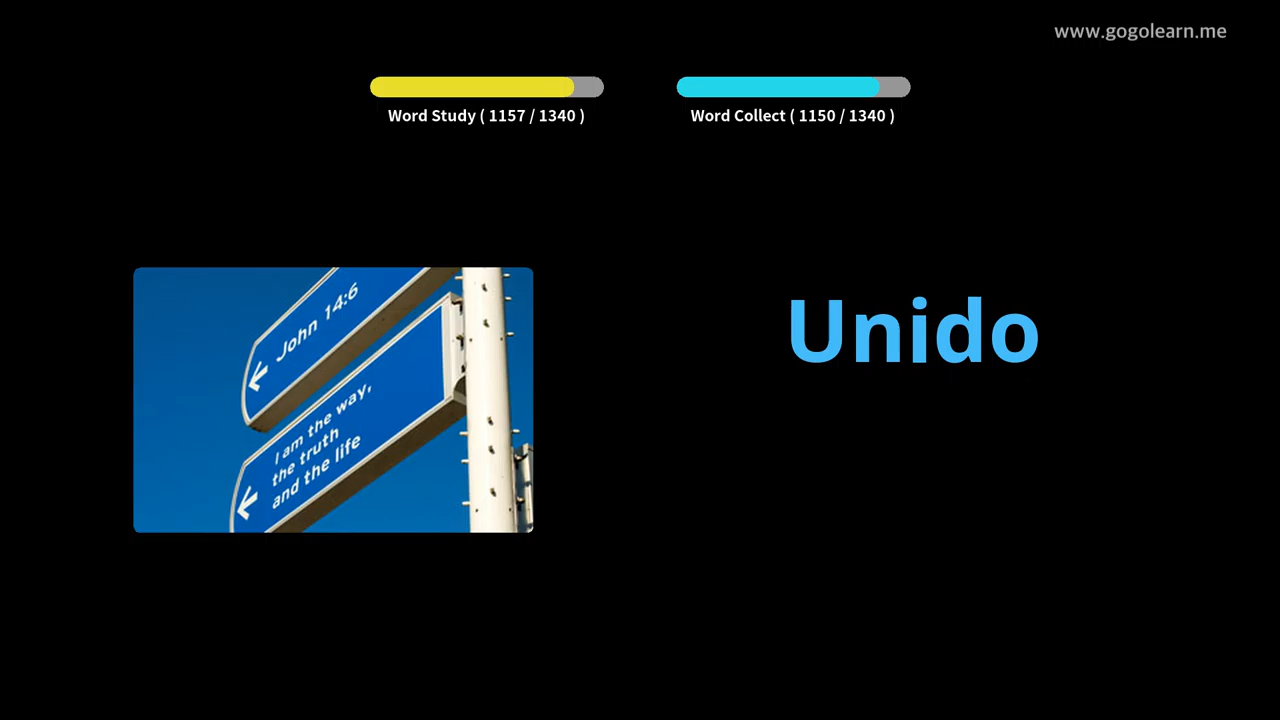 www.gogolearn.me
Word Study ( 1157 / 1340 )
Word Collect ( 1150 / 1340 )
John 14:6
I am the way,
the truth
and the life
Unido